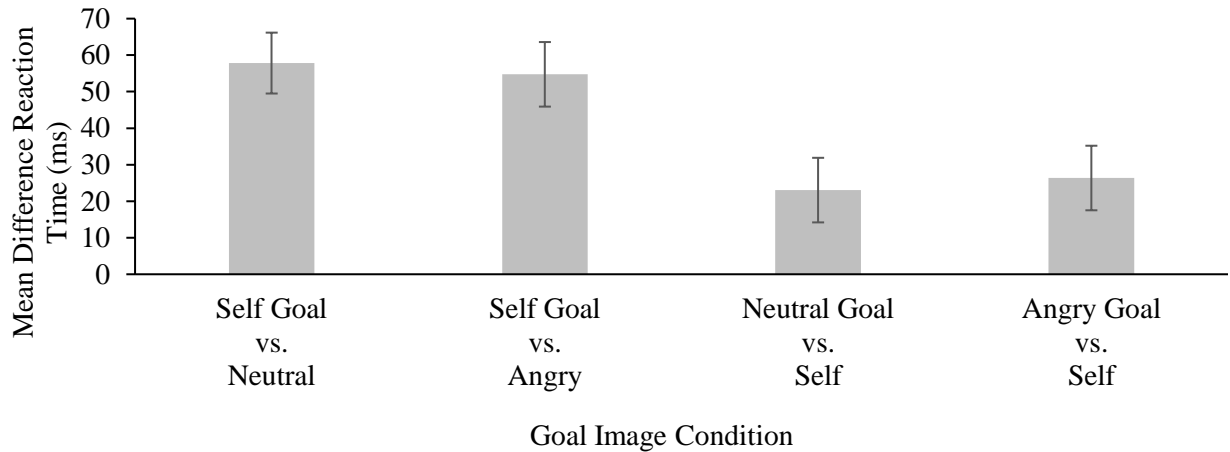 Mean Difference Reaction
Time (ms)
70
60
50
40
30
20
10
0
Self Goal
vs.
Neutral
Self Goal
vs.
Angry
Neutral Goal
vs.
Self
Angry Goal
vs.
Self
Goal Image Condition